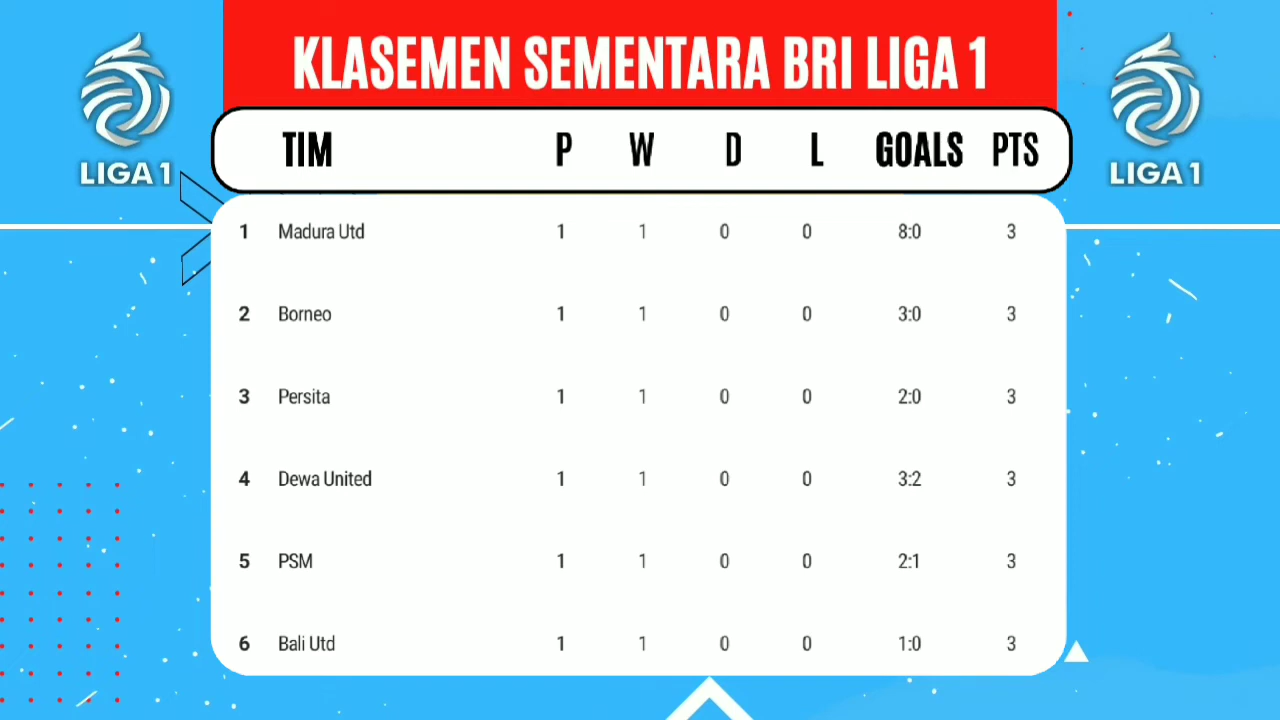 KLASEMEN SEMENTARA BRI LIGA 1
LIGA 1
LIGA 1
TIM P W D L GOALS PTS
1 Madura Utd 1 1 0 0 8:0 3
2 Borneo 1 1 0 0 3:0 3
3 Persita 1 1 0 0 2:0 3
4 Dewa United 1 1 0 0 3:2 3
5 PSM 1 1 0 0 2:1 3
6 Bali Utd 1 1 0 0 1:0 3